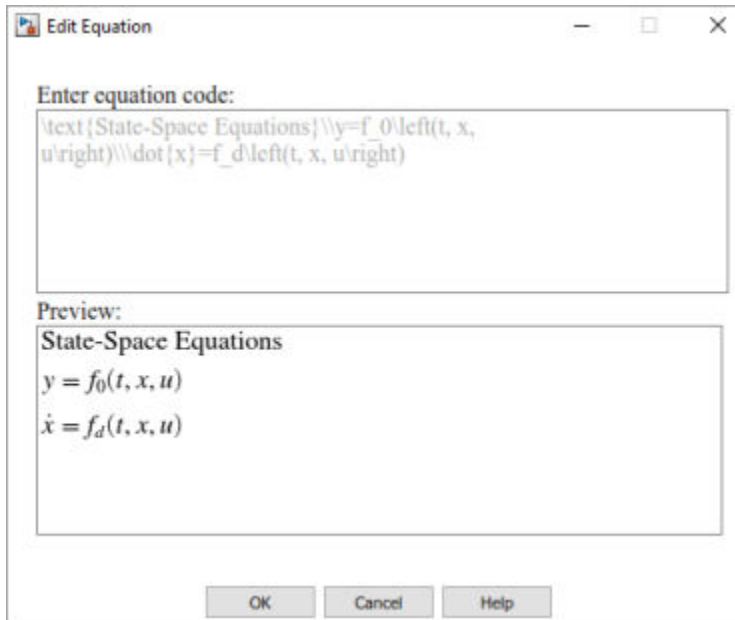 Edit Equation
Enter equation code:
\text{State-Space Equations}\\y=f_0\left(t, x,
u\right)\\\dot{x}=f_d\left(t, x, u\right)
Preview:
State-Space Equations
y = f₀(t, x, u)
ẋ = f_d(t, x, u)
OK Cancel Help